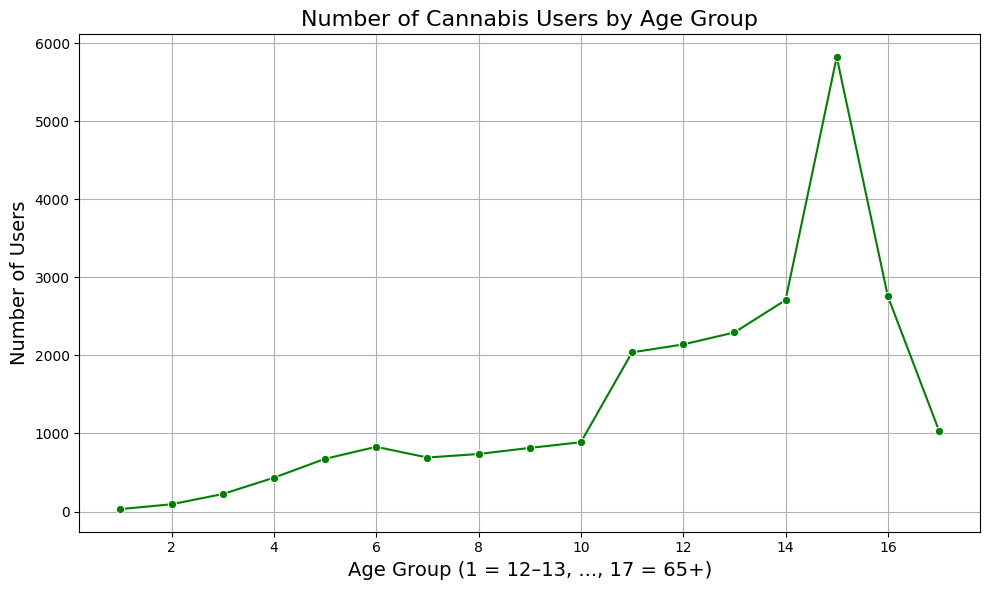 Number of Cannabis Users by Age Group
Number of Users
6000
5000
4000
3000
2000
1000
0
2 4 6 8 10 12 14 16
Age Group (1 = 12–13, ..., 17 = 65+)